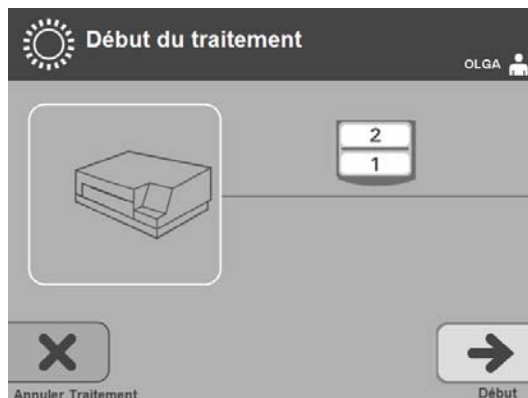 Début du traitement
OLGA
2
1
Annuler Traitement
Début